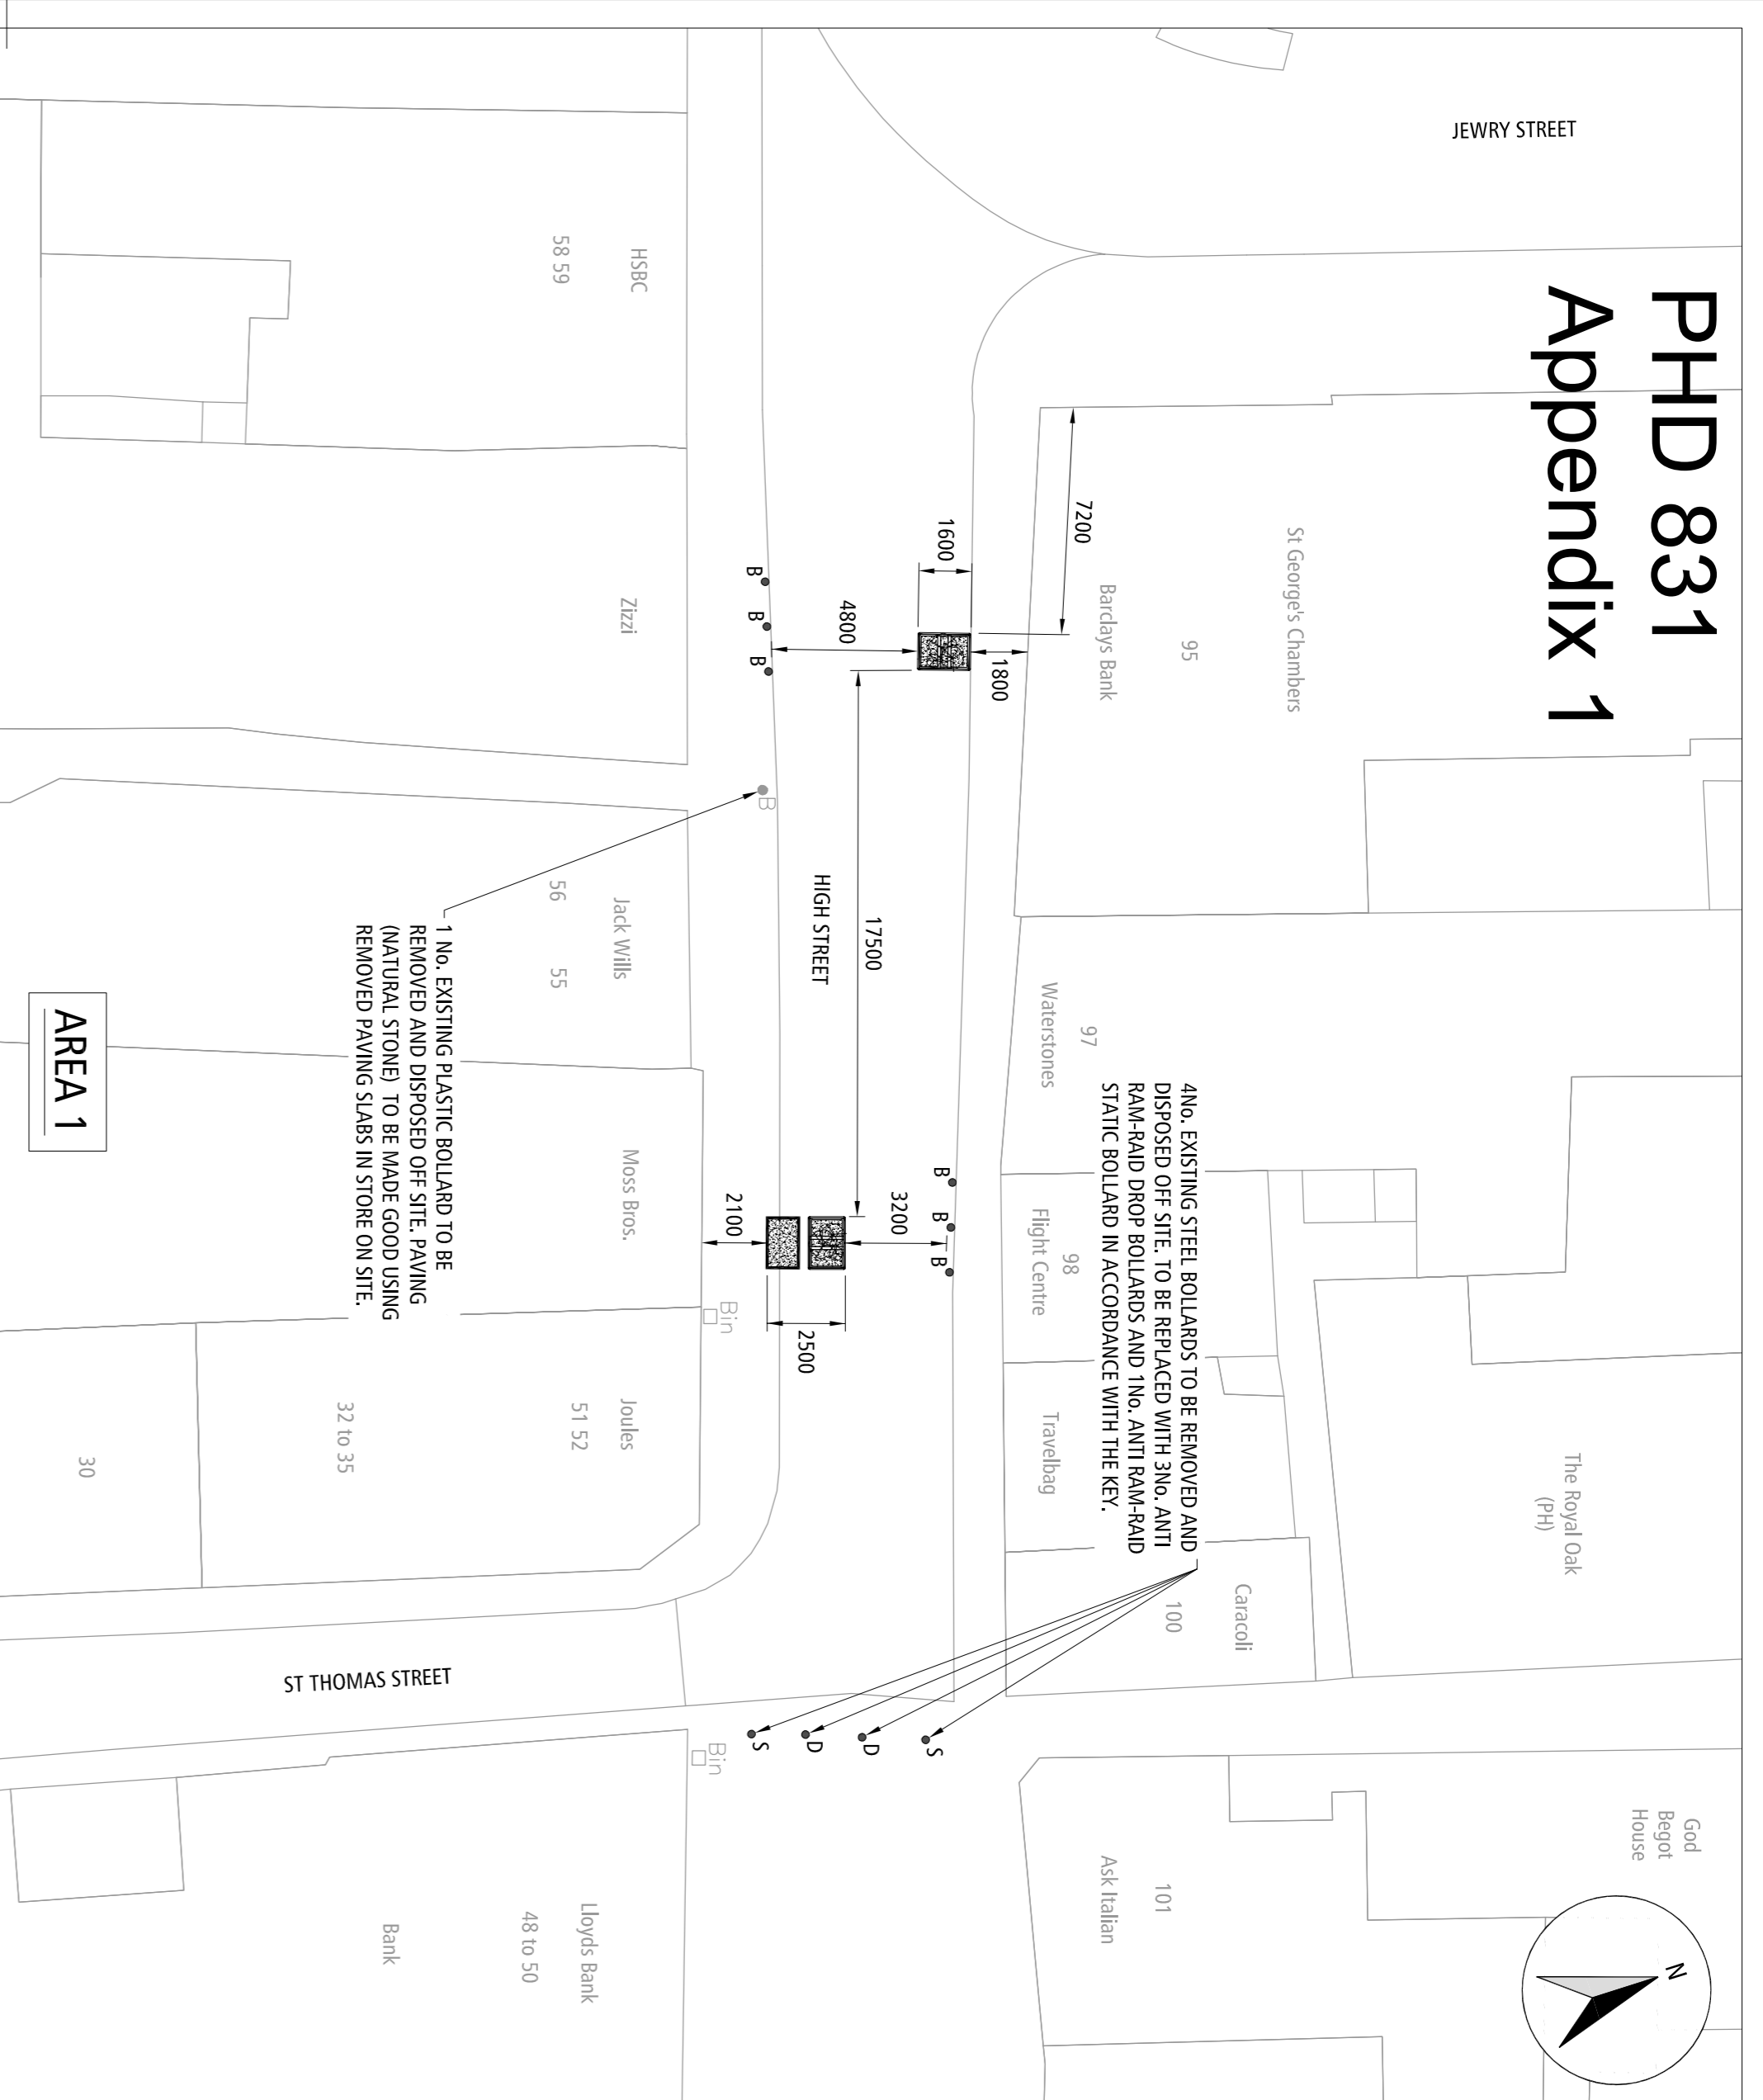 PHD 831
Appendix 1
JEWRY STREET
HSBC
58 59
St George's Chambers
95
Barclays Bank
7200
1600
1800
4800
Zizzi
B
B
B
B
17500
HIGH STREET
Jack Wills
56
55
1 No. EXISTING PLASTIC BOLLARD TO BE
REMOVED AND DISPOSED OFF SITE. PAVING
(NATURAL STONE) TO BE MADE GOOD USING
REMOVED PAVING SLABS IN STORE ON SITE.
AREA 1
97
Waterstones
4No. EXISTING STEEL BOLLARDS TO BE REMOVED AND
DISPOSED OFF SITE. TO BE REPLACED WITH 3No. ANTI
RAM-RAID DROP BOLLARDS AND 1No. ANTI RAM-RAID
STATIC BOLLARD IN ACCORDANCE WITH THE KEY.
B
B
B
3200
2100
2500
Moss Bros.
98
Flight Centre
Bin
Travelbag
Joules
51 52
32 to 35
30
The Royal Oak
(PH)
Caracoli
100
ST THOMAS STREET
S
D
D
S
Bin
God
Begot
House
101
Ask Italian
Lloyds Bank
48 to 50
Bank
N